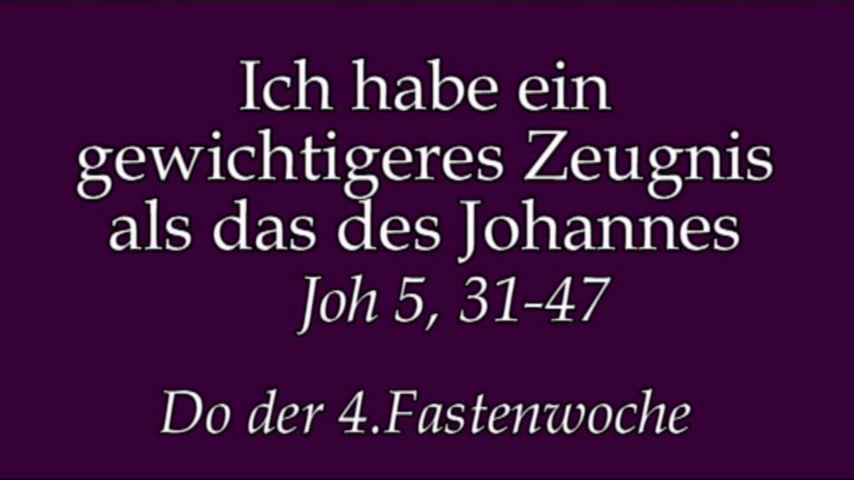 Ich habe ein
gewichtigeres Zeugnis
als das des Johannes
Joh 5, 31-47
Do der 4.Fastenwoche